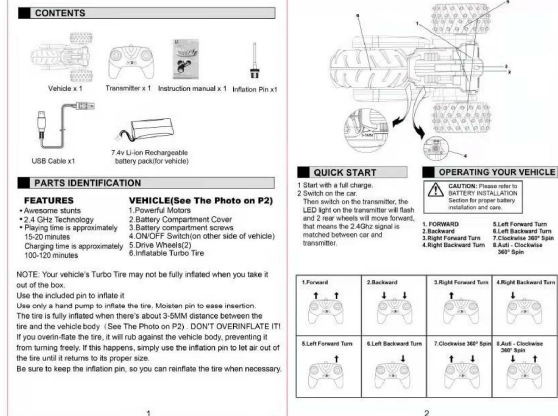 CONTENTS
Vehicle x 1
Transmitter x 1
Instruction manual x 1
Inflation Pin x1
USB Cable x1
7.4v Li-ion Rechargeable
battery pack(for vehicle)
PARTS IDENTIFICATION
FEATURES
• Awesome stunts
• 2.4 GHz Technology
• Playing time is approximately
15-20 minutes
Charging time is approximately
100-120 minutes
VEHICLE(See The Photo on P2)
1.Powerful Motors
2.Battery Compartment Cover
3.Battery compartment screws
4.ON/OFF Switch(on other side of vehicle)
5.Drive Wheels(2)
6.Inflatable Turbo Tire
NOTE: Your vehicle's Turbo Tire may not be fully inflated when you take it
out of the box.
Use the included pin to inflate it
Use only a hand pump to inflate the tire. Moisten pin to ease insertion.
The tire is fully inflated when there's about 3-5MM distance between the
tire and the vehicle body (See The Photo on P2) . DON'T OVERINFLATE IT!
If you overin-flate the tire, it will rub against the vehicle body, preventing it
from turning freely. If this happens, simply use the inflation pin to let air out of
the tire until it returns to its proper size.
Be sure to keep the inflation pin, so you can reinflate the tire when necessary.
1
6
1
5
2
3
4
QUICK START
1 Start with a full charge.
2 Switch on the car.
Then switch on the transmitter, the
LED light on the transmitter will flash
and 2 rear wheels will move forward,
that means the 2.4Ghz signal is
matched between car and
transmitter.
OPERATING YOUR VEHICLE
CAUTION: Please refer to
BATTERY INSTALLATION
Section for proper battery
installation and care.
1. FORWARD
2.Backward
3.Right Forward Turn
4.Right Backward Turn
5.Left Forward Turn
6.Left Backward Turn
7.Clockwise 360° Spin
8.Auti - Clockwise
360° Spin
1.Forward
2.Backward
3.Right Forward Turn
4.Right Backward Turn
5.Left Forward Turn
6.Left Backward Turn
7.Clockwise 360° Spin
8.Auti - Clockwise
360° Spin
2